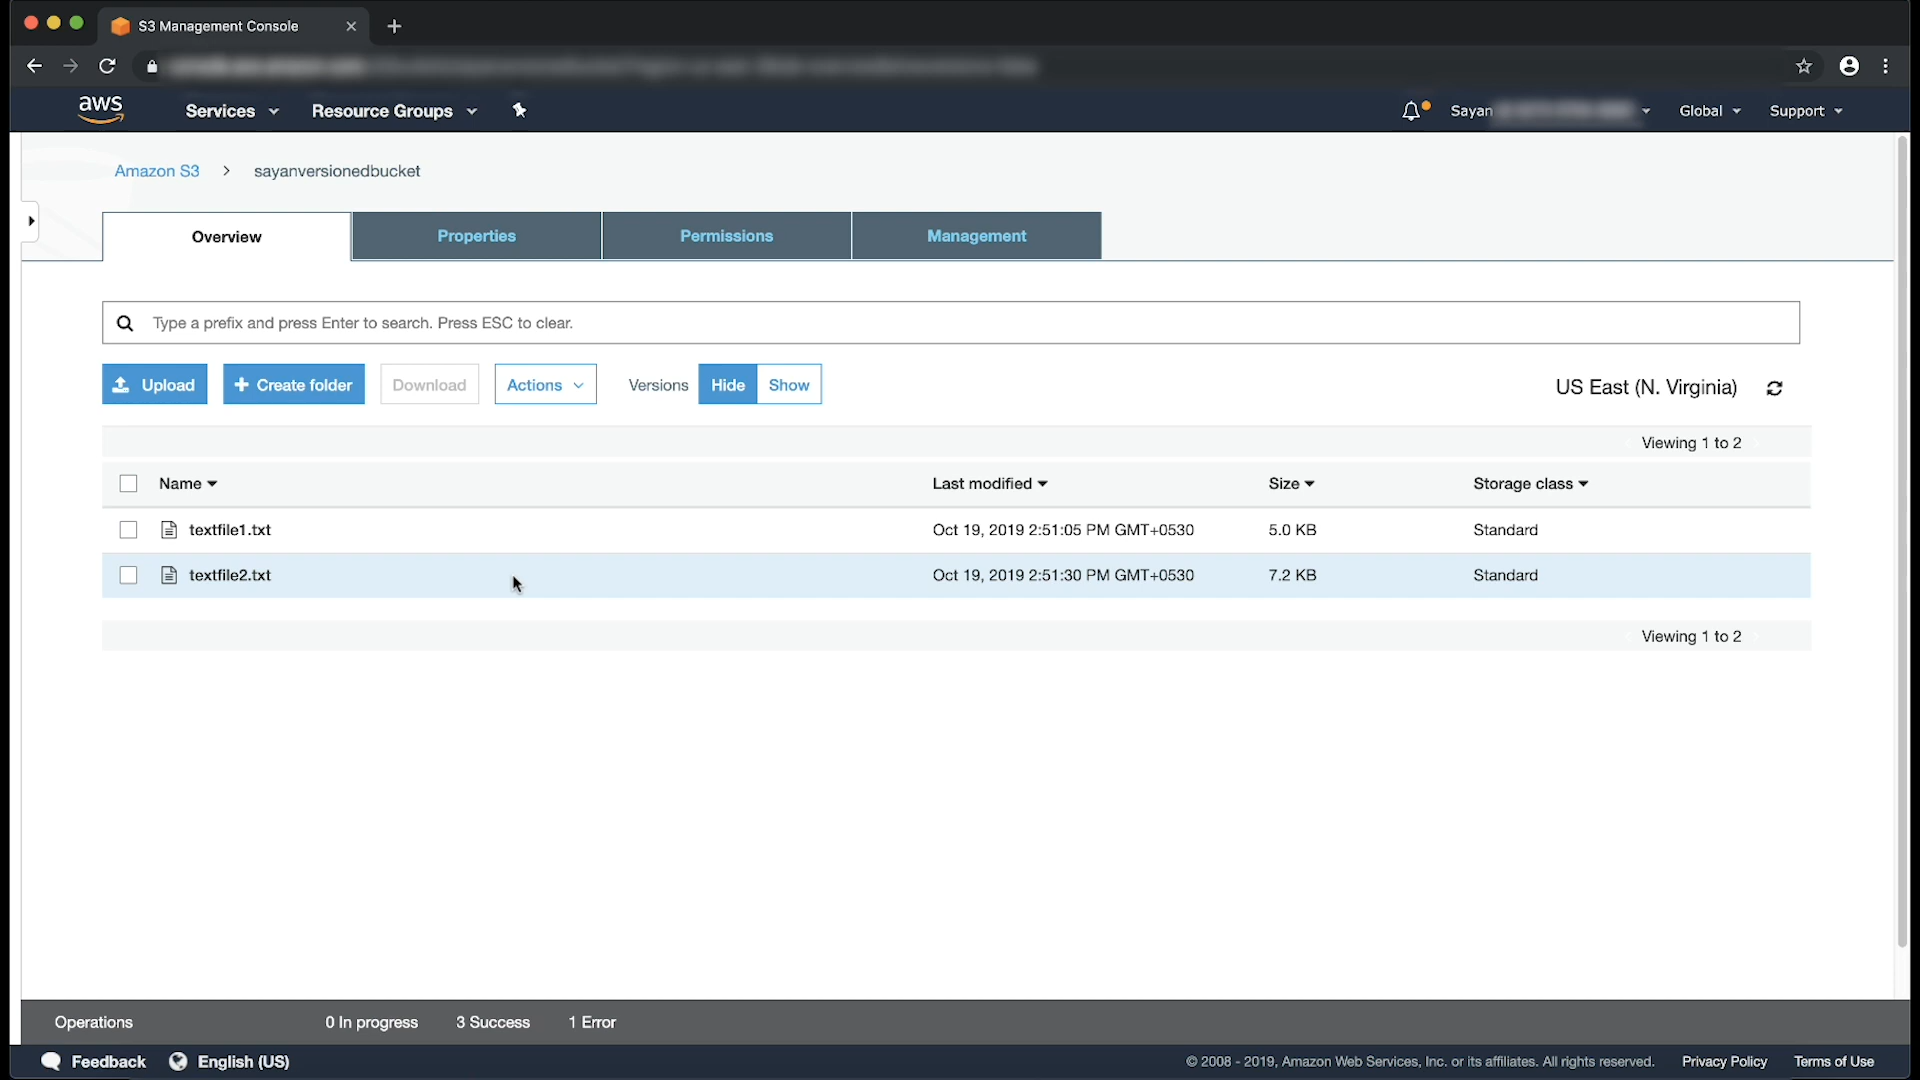 S3 Management Console
aws Services Resource Groups Sayan Global Support
Amazon S3 > sayanversionedbucket
Overview Properties Permissions Management
Type a prefix and press Enter to search. Press ESC to clear.
Upload + Create folder Download Actions Versions Hide Show US East (N. Virginia)
Viewing 1 to 2
Name Last modified Size Storage class
textfile1.txt Oct 19, 2019 2:51:05 PM GMT+0530 5.0 KB Standard
textfile2.txt Oct 19, 2019 2:51:30 PM GMT+0530 7.2 KB Standard
Viewing 1 to 2
Operations 0 In progress 3 Success 1 Error
Feedback English (US) © 2008 - 2019, Amazon Web Services, Inc. or its affiliates. All rights reserved. Privacy Policy Terms of Use